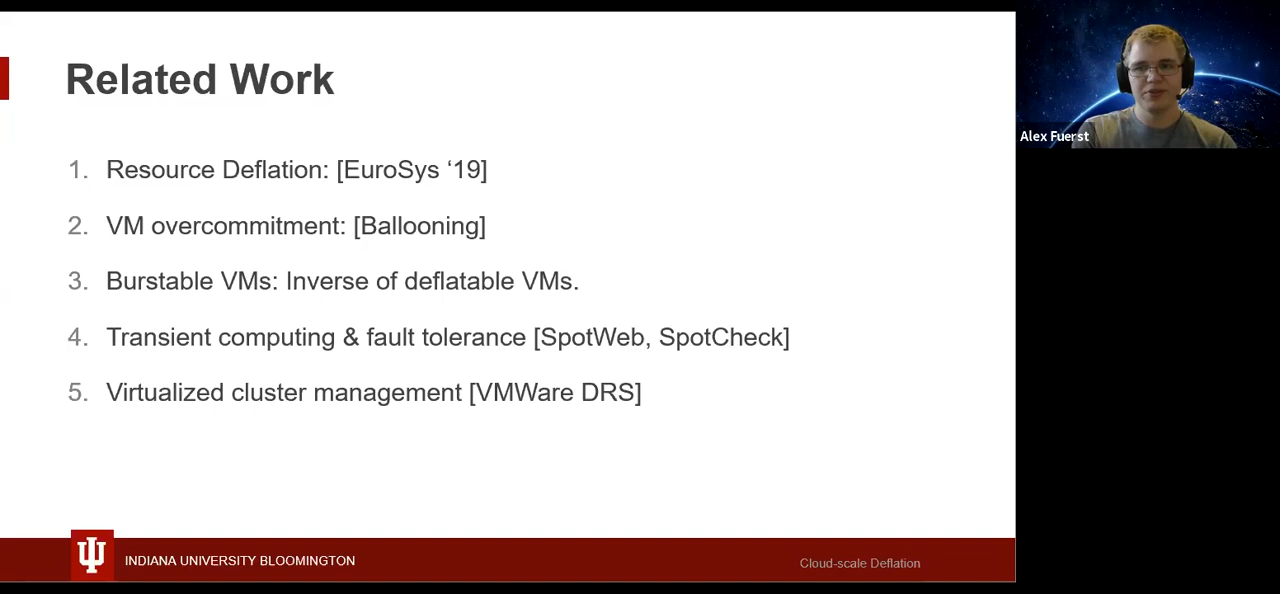 Related Work
1. Resource Deflation: [EuroSys ‘19]
2. VM overcommitment: [Ballooning]
3. Burstable VMs: Inverse of deflatable VMs.
4. Transient computing & fault tolerance [SpotWeb, SpotCheck]
5. Virtualized cluster management [VMWare DRS]
INDIANA UNIVERSITY BLOOMINGTON
Cloud-scale Deflation
Alex Fuerst